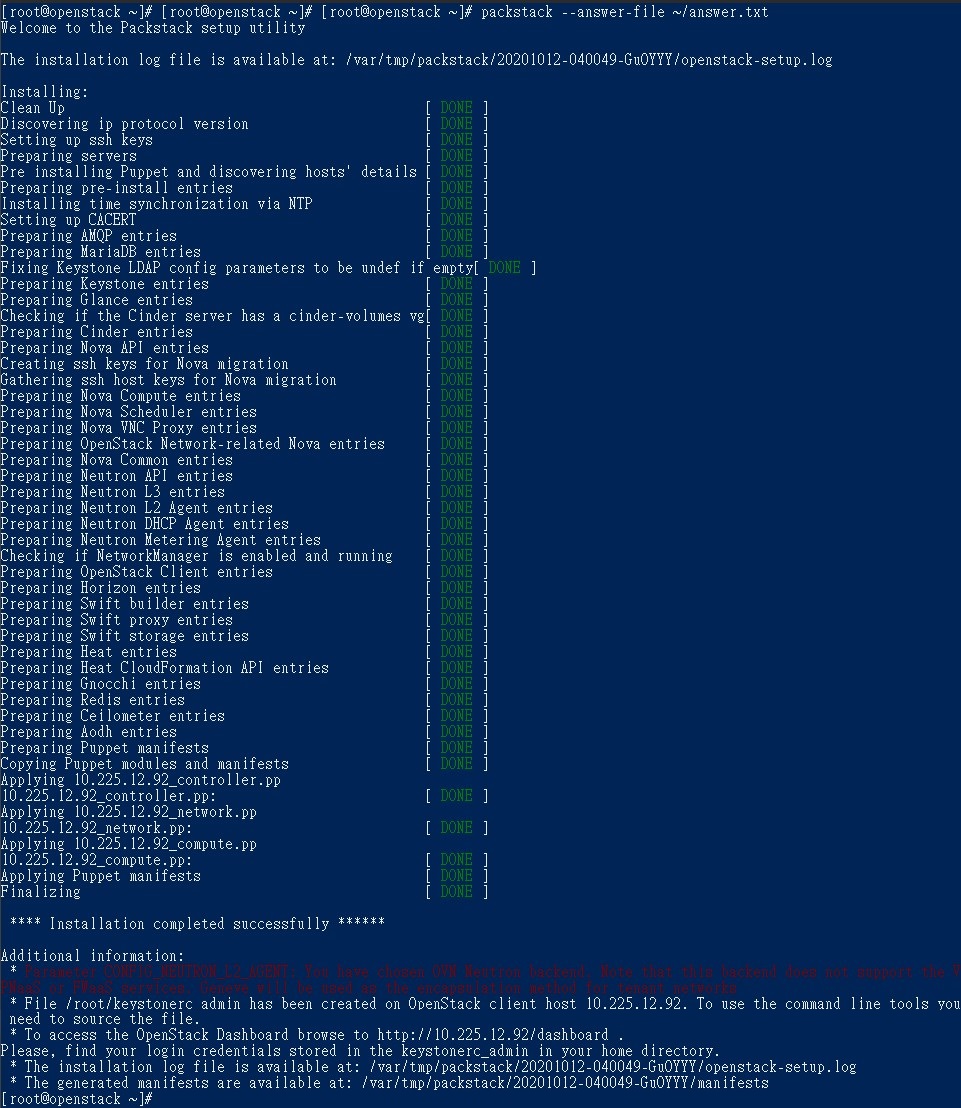 [root@openstack ~]# [root@openstack ~]# [root@openstack ~]# packstack --answer-file ~/answer.txt
Welcome to the Packstack setup utility
The installation log file is available at: /var/tmp/packstack/20201012-040049-GuOYYY/openstack-setup.log
Installing:
Clean Up [ DONE ]
Discovering ip protocol version [ DONE ]
Setting up ssh keys [ DONE ]
Preparing servers [ DONE ]
Pre installing Puppet and discovering hosts' details [ DONE ]
Preparing pre-install entries [ DONE ]
Installing time synchronization via NTP [ DONE ]
Setting up CACERT [ DONE ]
Preparing AMQP entries [ DONE ]
Preparing MariaDB entries [ DONE ]
Fixing Keystone LDAP config parameters to be undef if empty[ DONE ]
Preparing Keystone entries [ DONE ]
Preparing Glance entries [ DONE ]
Checking if the Cinder server has a cinder-volumes vg[ DONE ]
Preparing Cinder entries [ DONE ]
Preparing Nova API entries [ DONE ]
Creating ssh keys for Nova migration [ DONE ]
Gathering ssh host keys for Nova migration [ DONE ]
Preparing Nova Compute entries [ DONE ]
Preparing Nova Scheduler entries [ DONE ]
Preparing Nova VNC Proxy entries [ DONE ]
Preparing OpenStack Network-related Nova entries [ DONE ]
Preparing Nova Common entries [ DONE ]
Preparing Neutron API entries [ DONE ]
Preparing Neutron L3 entries [ DONE ]
Preparing Neutron L2 Agent entries [ DONE ]
Preparing Neutron DHCP Agent entries [ DONE ]
Preparing Neutron Metering Agent entries [ DONE ]
Checking if NetworkManager is enabled and running [ DONE ]
Preparing OpenStack Client entries [ DONE ]
Preparing Horizon entries [ DONE ]
Preparing Swift builder entries [ DONE ]
Preparing Swift proxy entries [ DONE ]
Preparing Swift storage entries [ DONE ]
Preparing Heat entries [ DONE ]
Preparing Heat CloudFormation API entries [ DONE ]
Preparing Gnocchi entries [ DONE ]
Preparing Redis entries [ DONE ]
Preparing Ceilometer entries [ DONE ]
Preparing Aodh entries [ DONE ]
Preparing Puppet manifests [ DONE ]
Copying Puppet modules and manifests [ DONE ]
Applying 10.225.12.92_controller.pp
10.225.12.92_controller.pp: [ DONE ]
Applying 10.225.12.92_network.pp
10.225.12.92_network.pp: [ DONE ]
Applying 10.225.12.92_compute.pp
10.225.12.92_compute.pp: [ DONE ]
Applying Puppet manifests [ DONE ]
Finalizing [ DONE ]
**** Installation completed successfully ******
Additional information:
* Parameter CONFIG_NEUTRON_L2_AGENT: You have chosen OVN Neutron backend. Note that this backend does not support the
or FWaaS services. Geneve will be used as the encapsulation method for tenant networks
* File /root/keystonerc_admin has been created on OpenStack client host 10.225.12.92. To use the command line tools you
need to source the file.
* To access the OpenStack Dashboard browse to http://10.225.12.92/dashboard .
Please, find your login credentials stored in the keystonerc_admin in your home directory.
* The installation log file is available at: /var/tmp/packstack/20201012-040049-GuOYYY/openstack-setup.log
* The generated manifests are available at: /var/tmp/packstack/20201012-040049-GuOYYY/manifests
[root@openstack ~]#